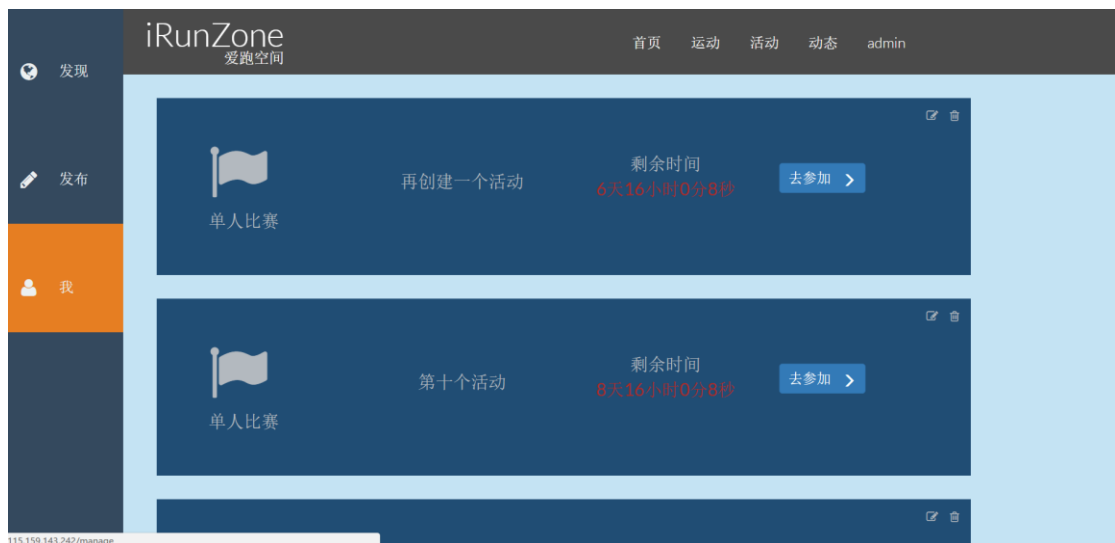 iRunZone
爱跑空间
首页 运动 活动 动态 admin
发现
发布
我
再创建一个活动
剩余时间
6天16小时0分8秒
去参加
单人比赛
第十个活动
剩余时间
8天16小时0分8秒
去参加
单人比赛
115.159.143.242/manage